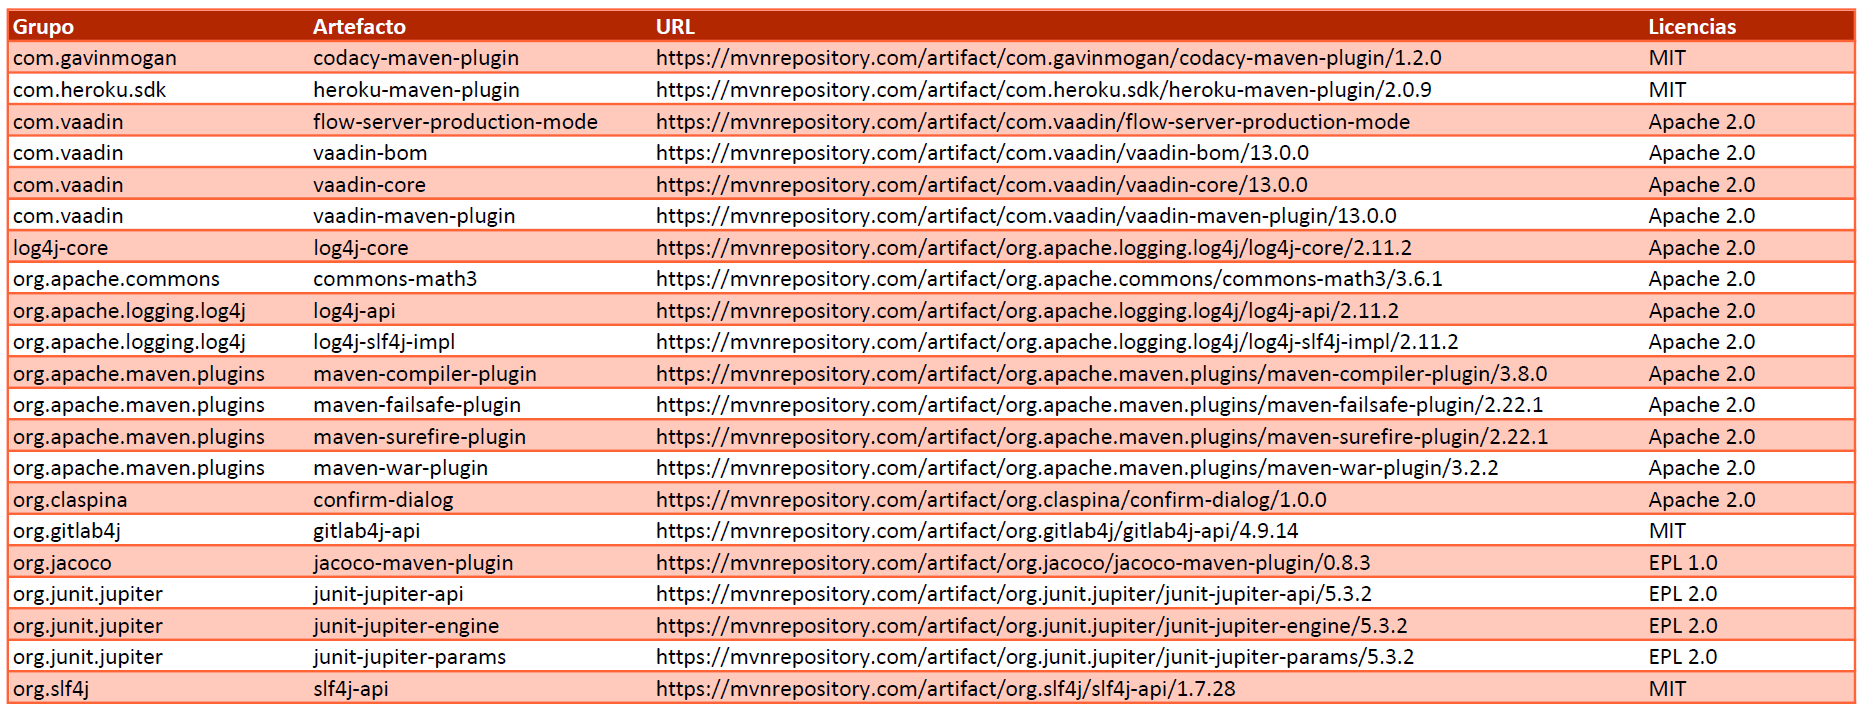 Grupo Artefacto URL Licencias
com.gavinmogan codacy-maven-plugin https://mvnrepository.com/artifact/com.gavinmogan/codacy-maven-plugin/1.2.0 MIT
com.heroku.sdk heroku-maven-plugin https://mvnrepository.com/artifact/com.heroku.sdk/heroku-maven-plugin/2.0.9 MIT
com.vaadin flow-server-production-mode https://mvnrepository.com/artifact/com.vaadin/flow-server-production-mode Apache 2.0
com.vaadin vaadin-bom https://mvnrepository.com/artifact/com.vaadin/vaadin-bom/13.0.0 Apache 2.0
com.vaadin vaadin-core https://mvnrepository.com/artifact/com.vaadin/vaadin-core/13.0.0 Apache 2.0
com.vaadin vaadin-maven-plugin https://mvnrepository.com/artifact/com.vaadin/vaadin-maven-plugin/13.0.0 Apache 2.0
log4j-core log4j-core https://mvnrepository.com/artifact/org.apache.logging.log4j/log4j-core/2.11.2 Apache 2.0
org.apache.commons commons-math3 https://mvnrepository.com/artifact/org.apache.commons/commons-math3/3.6.1 Apache 2.0
org.apache.logging.log4j log4j-api https://mvnrepository.com/artifact/org.apache.logging.log4j/log4j-api/2.11.2 Apache 2.0
org.apache.logging.log4j log4j-slf4j-impl https://mvnrepository.com/artifact/org.apache.logging.log4j/log4j-slf4j-impl/2.11.2 Apache 2.0
org.apache.maven.plugins maven-compiler-plugin https://mvnrepository.com/artifact/org.apache.maven.plugins/maven-compiler-plugin/3.8.0 Apache 2.0
org.apache.maven.plugins maven-failsafe-plugin https://mvnrepository.com/artifact/org.apache.maven.plugins/maven-failsafe-plugin/2.22.1 Apache 2.0
org.apache.maven.plugins maven-surefire-plugin https://mvnrepository.com/artifact/org.apache.maven.plugins/maven-surefire-plugin/2.22.1 Apache 2.0
org.apache.maven.plugins maven-war-plugin https://mvnrepository.com/artifact/org.apache.maven.plugins/maven-war-plugin/3.2.2 Apache 2.0
org.claspina confirm-dialog https://mvnrepository.com/artifact/org.claspina/confirm-dialog/1.0.0 Apache 2.0
org.gitlab4j gitlab4j-api https://mvnrepository.com/artifact/org.gitlab4j/gitlab4j-api/4.9.14 MIT
org.jacoco jacoco-maven-plugin https://mvnrepository.com/artifact/org.jacoco/jacoco-maven-plugin/0.8.3 EPL 1.0
org.junit.jupiter junit-jupiter-api https://mvnrepository.com/artifact/org.junit.jupiter/junit-jupiter-api/5.3.2 EPL 2.0
org.junit.jupiter junit-jupiter-engine https://mvnrepository.com/artifact/org.junit.jupiter/junit-jupiter-engine/5.3.2 EPL 2.0
org.junit.jupiter junit-jupiter-params https://mvnrepository.com/artifact/org.junit.jupiter/junit-jupiter-params/5.3.2 EPL 2.0
org.slf4j slf4j-api https://mvnrepository.com/artifact/org.slf4j/slf4j-api/1.7.28 MIT